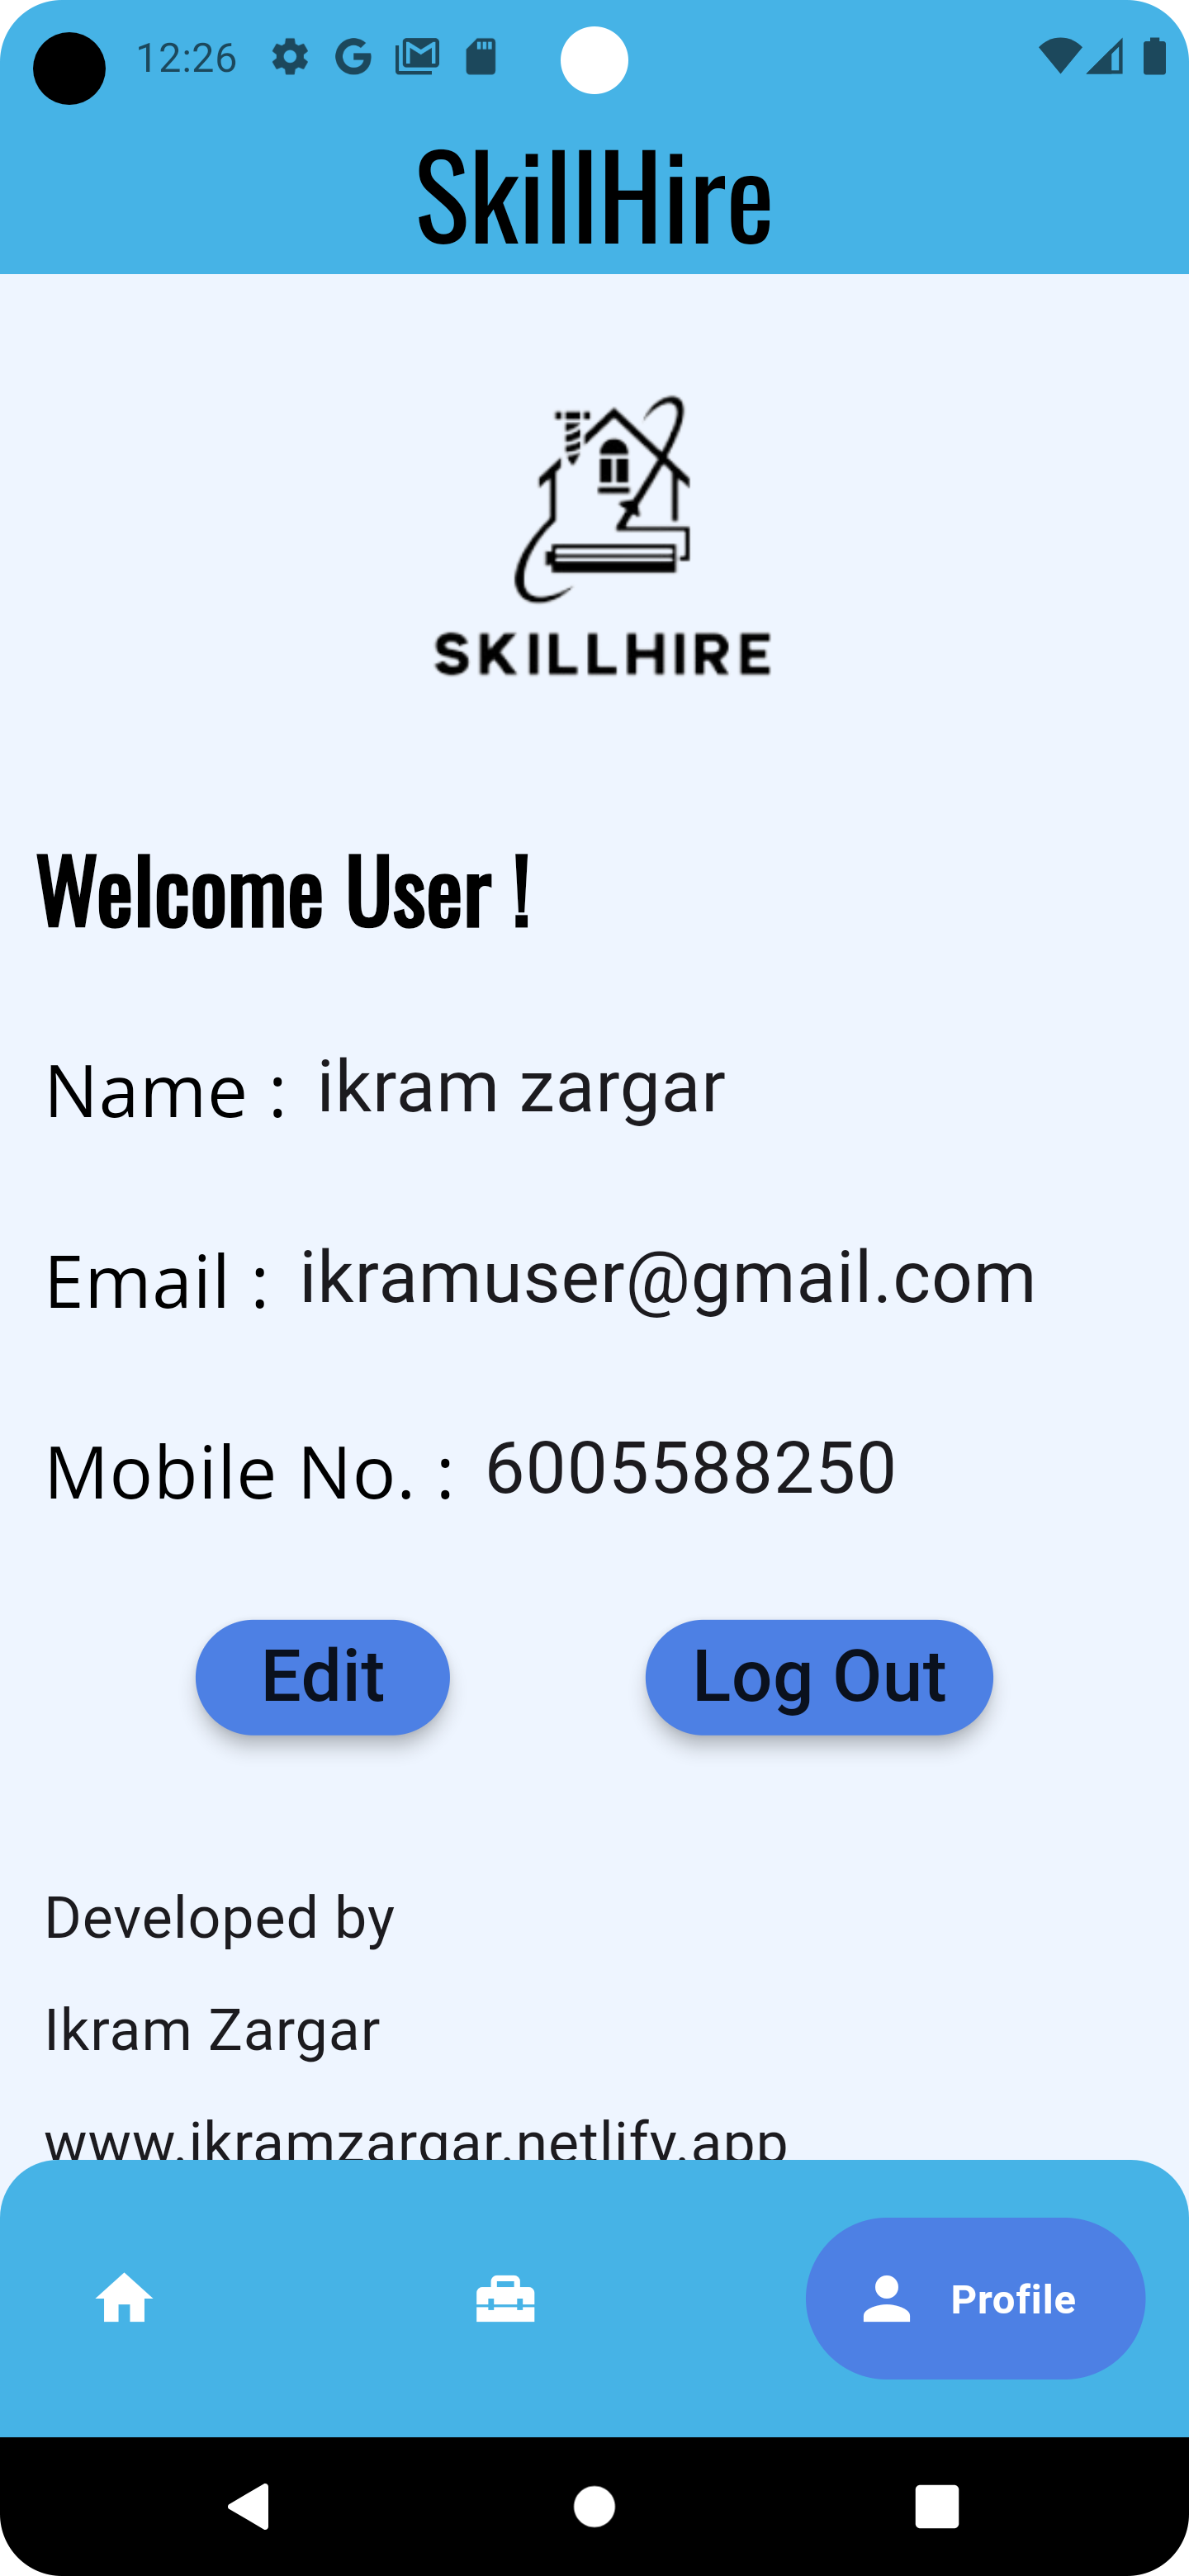 12:26
SkillHire
SKILLHIRE
Welcome User !
Name : ikram zargar
Email : ikramuser@gmail.com
Mobile No. : 6005588250
Edit Log Out
Developed by
Ikram Zargar
www.ikramzargar.netlify.app
Profile